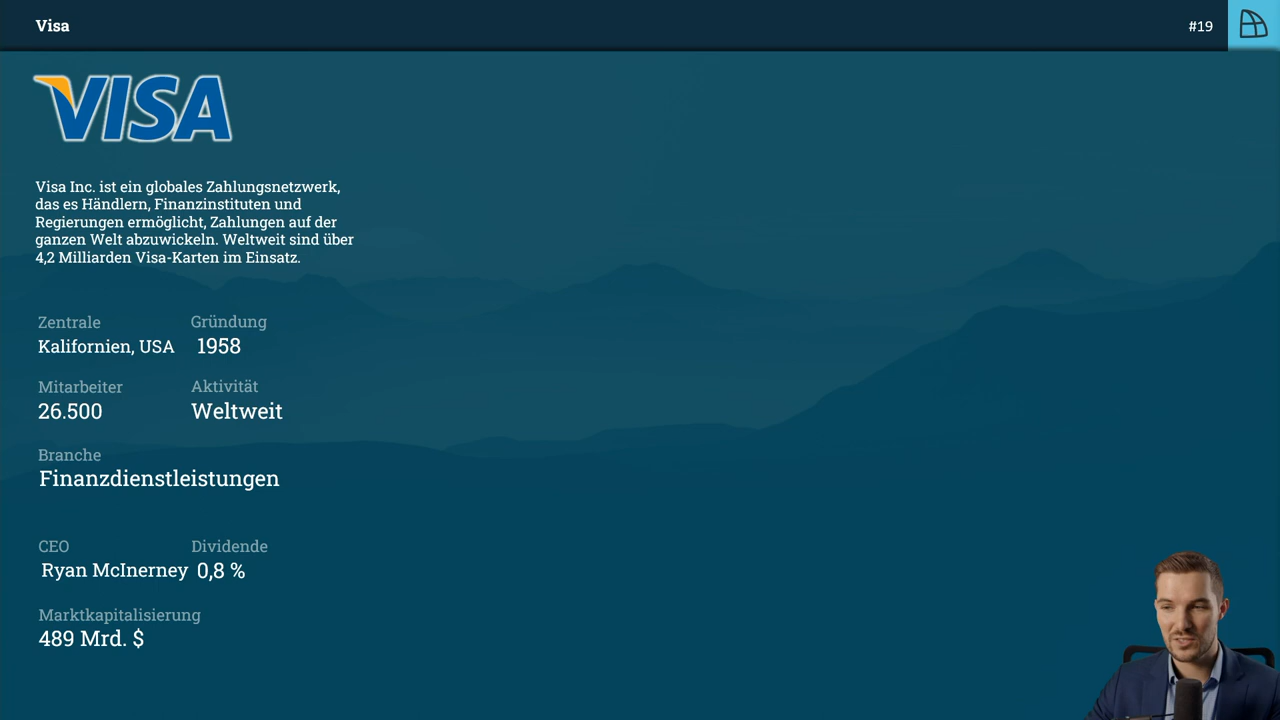 Visa
#19
VISA
Visa Inc. ist ein globales Zahlungsnetzwerk,
das es Händlern, Finanzinstituten und
Regierungen ermöglicht, Zahlungen auf der
ganzen Welt abzuwickeln. Weltweit sind über
4,2 Milliarden Visa-Karten im Einsatz.
Zentrale Gründung
Kalifornien, USA 1958
Mitarbeiter Aktivität
26.500 Weltweit
Branche
Finanzdienstleistungen
CEO Dividende
Ryan McInerney 0,8 %
Marktkapitalisierung
489 Mrd. $